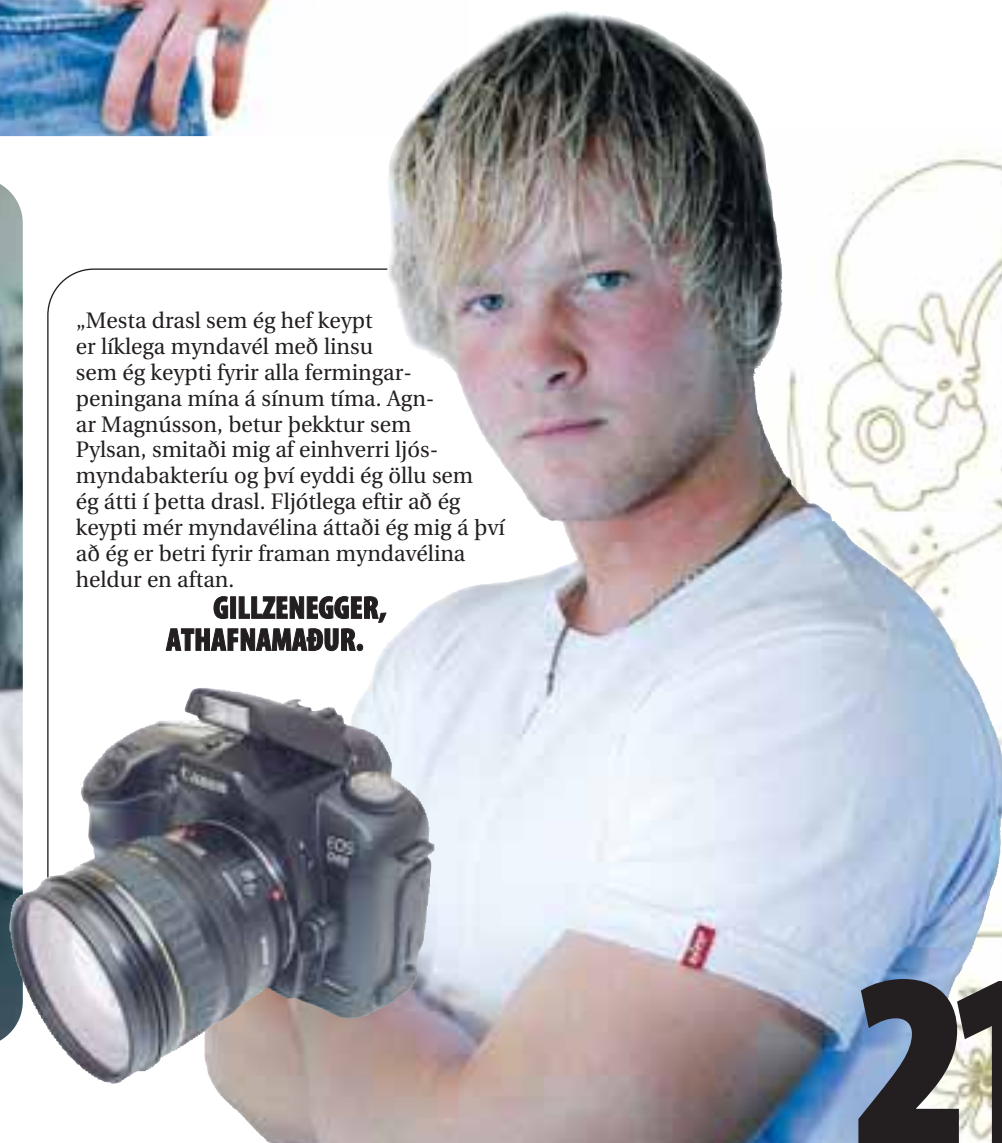 „Mesta drasl sem ég hef keypt
er líklega myndavél með linsu
sem ég keypti fyrir alla fermingar-
peningana mína á sínum tíma. Agn-
ar Magnússon, betur þekktur sem
Pylsan, smitaði mig af einhverri ljós-
myndabakteríu og því eyddi ég öllu sem
ég átti í þetta drasl. Fljótlega eftir að ég
keypti mér myndavélina áttaði ég mig á því
að ég er betri fyrir framan myndavélina
heldur en aftan.
GILLZENEGGER,
ATHAFNAMAÐUR.
Canon
EOS
21